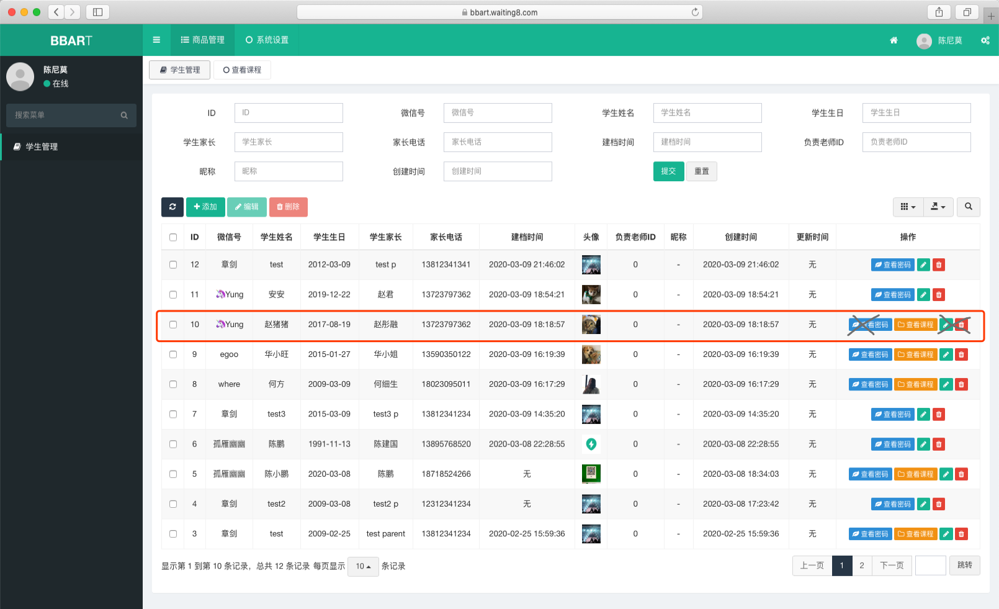 bbart.waiting8.com
BBART
商品管理
系统设置
陈尼莫
陈尼莫
在线
学生管理
查看课程
搜索菜单
学生管理
ID
ID
微信号
微信号
学生姓名
学生姓名
学生生日
学生生日
学生家长
学生家长
家长电话
家长电话
建档时间
建档时间
负责老师ID
负责老师ID
昵称
昵称
创建时间
创建时间
提交
重置
添加
编辑
删除
ID 微信号 学生姓名 学生生日 学生家长 家长电话 建档时间 头像 负责老师ID 昵称 创建时间 更新时间 操作
12 章剑 test 2012-03-09 test p 13812341341 2020-03-09 21:46:02 0 - 2020-03-09 21:46:02 无 查看密码
11 🦄Yung 安安 2019-12-22 赵君 13723797362 2020-03-09 18:54:21 0 - 2020-03-09 18:54:21 无 查看密码
10 🦄Yung 赵猪猪 2017-08-19 赵彤融 13723797362 2020-03-09 18:18:57 0 - 2020-03-09 18:18:57 无 查看密码 查看课程
9 egoo 华小旺 2015-01-27 华小姐 13590350122 2020-03-09 16:19:39 0 - 2020-03-09 16:19:39 无 查看密码 查看课程
8 where 何方 2009-03-09 何细生 18023095011 2020-03-09 16:17:29 0 - 2020-03-09 16:17:29 无 查看密码 查看课程
7 章剑 test3 2015-03-09 test3 p 13812341234 2020-03-09 14:35:20 0 - 2020-03-09 14:35:20 无 查看密码
6 孤雁幽幽 陈鹏 1991-11-13 陈建国 13895768520 2020-03-08 22:28:55 0 - 2020-03-08 22:28:55 无 查看密码
5 孤雁幽幽 陈小鹏 2020-03-08 陈鹏 18718524266 无 0 - 2020-03-08 18:34:03 无 查看密码 查看课程
4 章剑 test2 2009-03-08 test2 p 12312341234 无 0 - 2020-03-08 17:23:42 无 查看密码
3 章剑 test 2009-02-25 test parent 13812341234 2020-02-25 15:59:36 0 - 2020-02-25 15:59:36 无 查看密码 查看课程
显示第 1 到第 10 条记录，总共 12 条记录 每页显示 10 条记录
上一页 1 2 下一页 跳转